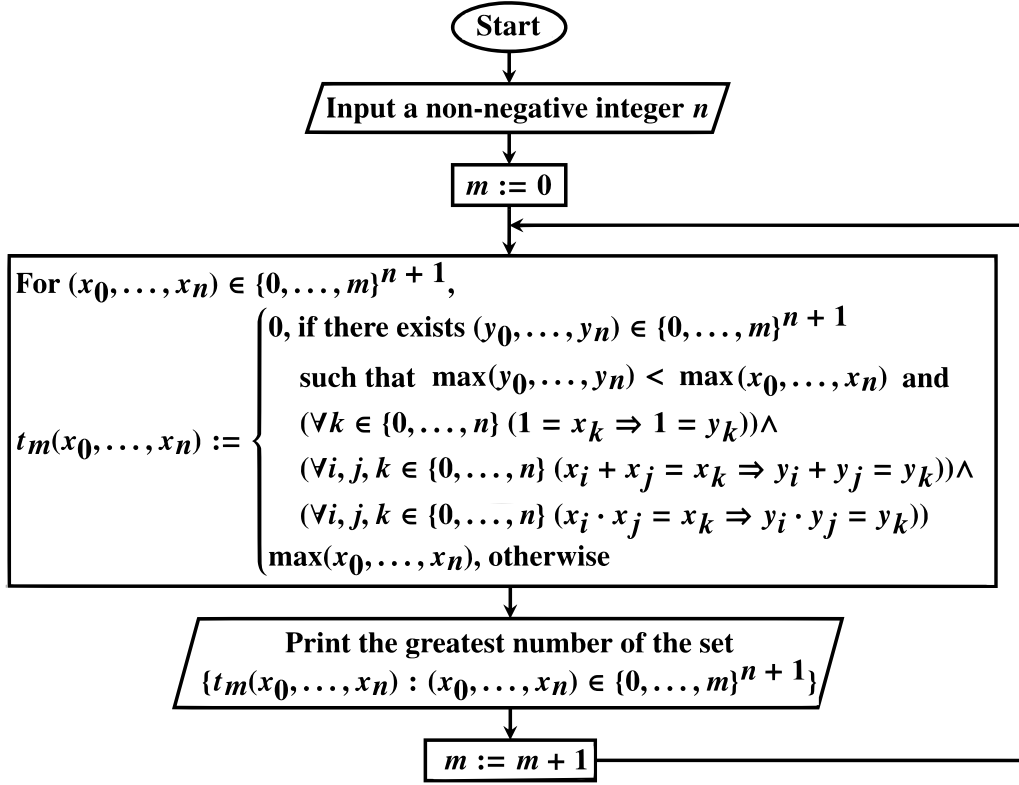 Start
Input a non-negative integer n
m := 0
For (x₀, . . . , xₙ) ∈ {0, . . . , m}ⁿ ⁺ ¹,
0, if there exists (y₀, . . . , yₙ) ∈ {0, . . . , m}ⁿ ⁺ ¹
such that max(y₀, . . . , yₙ) < max(x₀, . . . , xₙ) and
(∀k ∈ {0, . . . , n} (1 = xₖ ⇒ 1 = yₖ))∧
tₘ(x₀, . . . , xₙ) := {
(∀i, j, k ∈ {0, . . . , n} (xᵢ + xⱼ = xₖ ⇒ yᵢ + yⱼ = yₖ))∧
(∀i, j, k ∈ {0, . . . , n} (xᵢ · xⱼ = xₖ ⇒ yᵢ · yⱼ = yₖ))
max(x₀, . . . , xₙ), otherwise
Print the greatest number of the set
{tₘ(x₀, . . . , xₙ) : (x₀, . . . , xₙ) ∈ {0, . . . , m}ⁿ ⁺ ¹}
m := m + 1